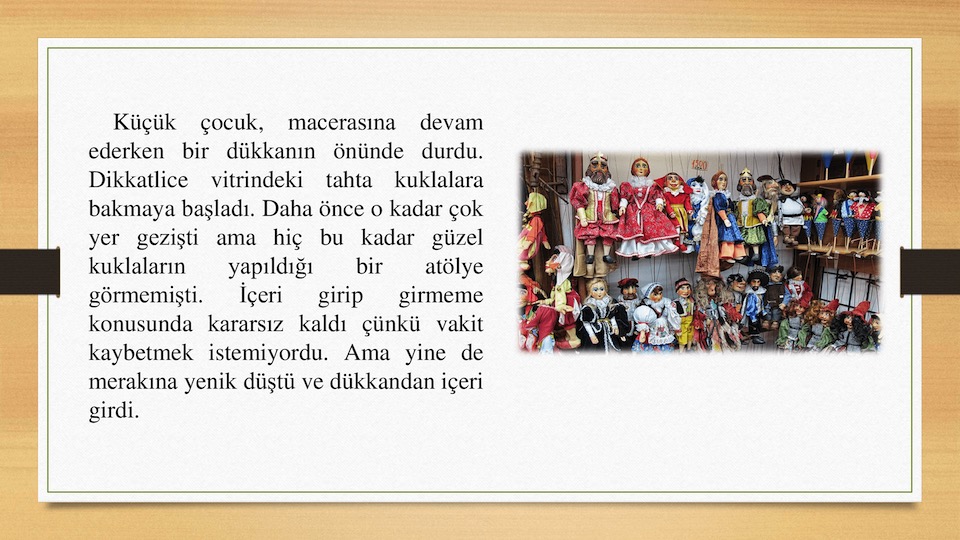 Küçük çocuk, macerasına devam
ederken bir dükkanın önünde durdu.
Dikkatlice vitrindeki tahta kuklalara
bakmaya başladı. Daha önce o kadar çok
yer gezişti ama hiç bu kadar güzel
kuklaların yapıldığı bir atölye
görmemişti. İçeri girip girmeme
konusunda kararsız kaldı çünkü vakit
kaybetmek istemiyordu. Ama yine de
merakına yenik düştü ve dükkandan içeri
girdi.